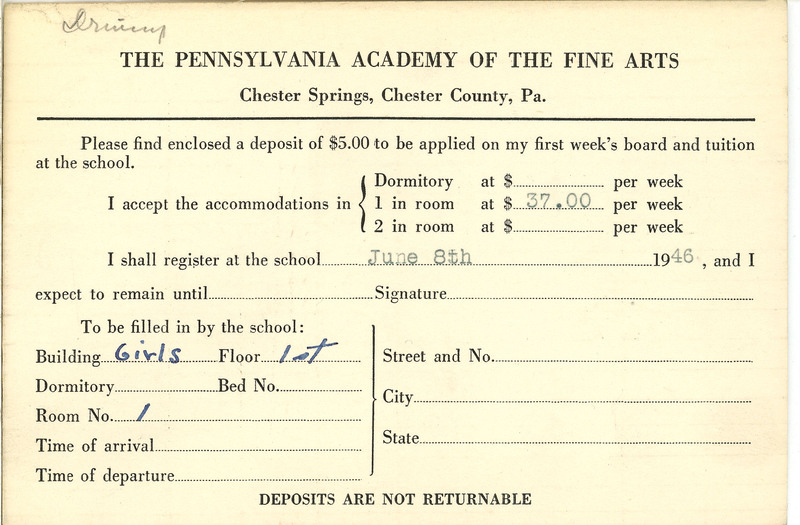 THE PENNSYLVANIA ACADEMY OF THE FINE ARTS
Chester Springs, Chester County, Pa.
Please find enclosed a deposit of $5.00 to be applied on my first week's board and tuition
at the school.
I accept the accommodations in
Dormitory at $ per week
1 in room at $ 37.00 per week
2 in room at $ per week
I shall register at the school June 8th 1946, and I
expect to remain until Signature
To be filled in by the school:
Building Girls Floor 1st
Dormitory Bed No.
Room No. 1
Time of arrival
Time of departure
Street and No.
City
State
DEPOSITS ARE NOT RETURNABLE